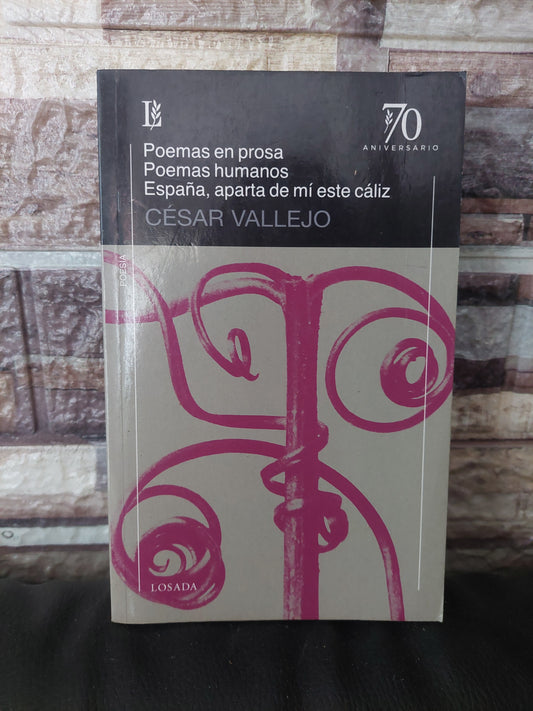 L
70
ANIVERSARIO
Poemas en prosa
Poemas humanos
España, aparta de mí este cáliz
CÉSAR VALLEJO
POESÍA
LOSADA